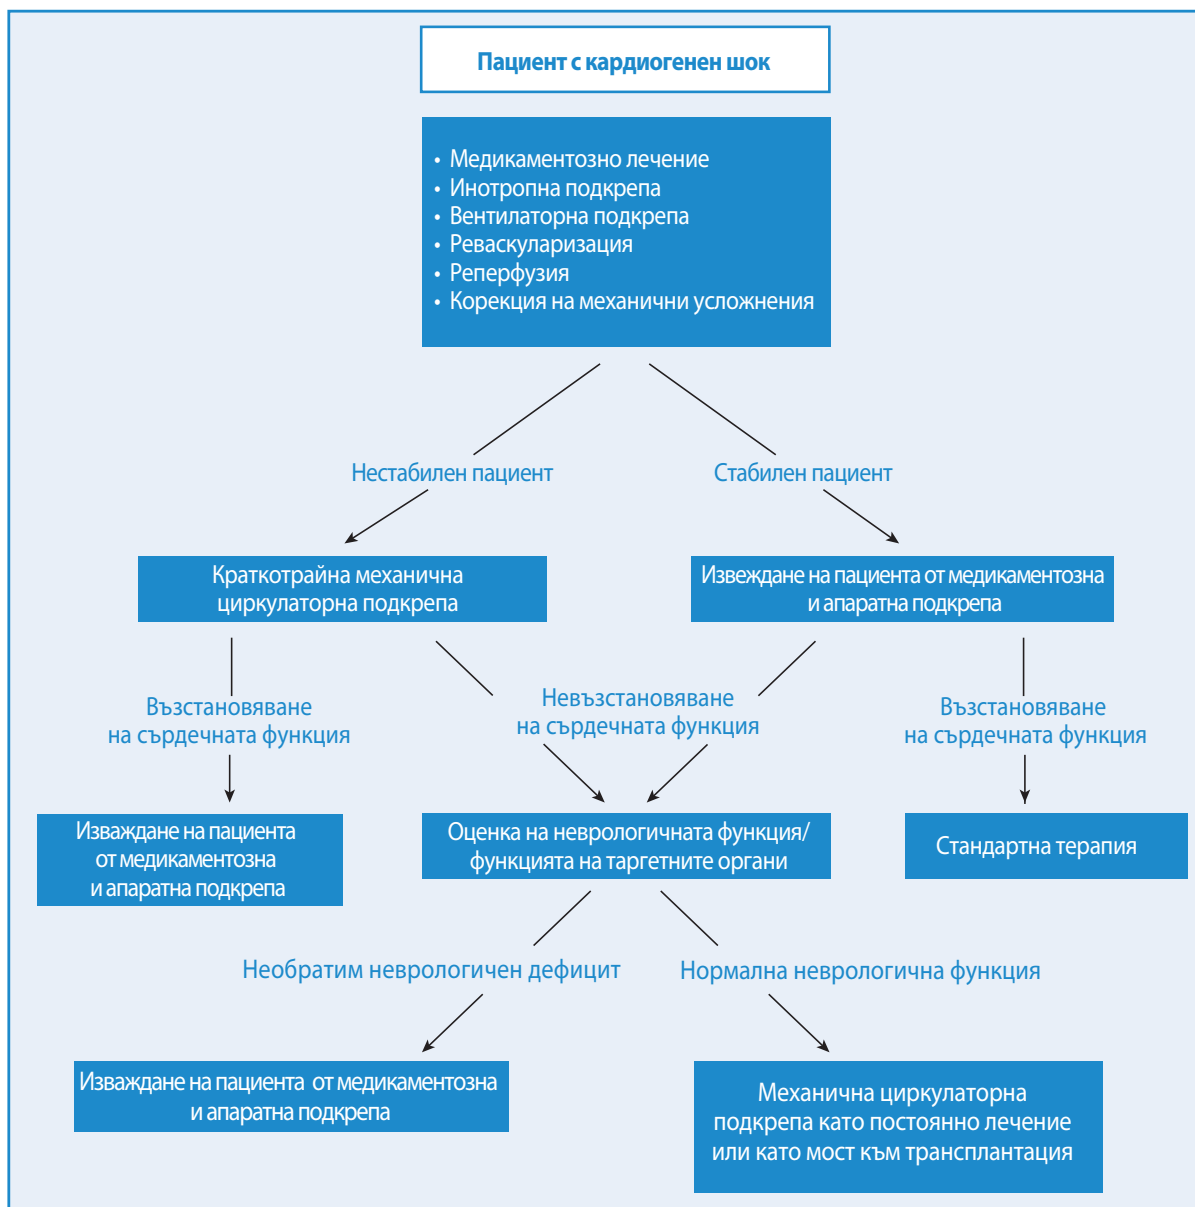 Пациент с кардиогенен шок
• Медикаментозно лечение
• Инотропна подкрепа
• Вентилаторна подкрепа
• Реваскуларизация
• Реперфузия
• Корекция на механични усложнения
Нестабилен пациент
Стабилен пациент
Краткотрайна механична
циркулаторна подкрепа
Извеждане на пациента от медикаментозна
и апаратна подкрепа
Възстановяване
на сърдечната функция
Невъзстановяване
на сърдечната функция
Възстановяване
на сърдечната функция
Изваждане на пациента
от медикаментозна
и апаратна подкрепа
Оценка на неврологичната функция/
функцията на таргетните органи
Стандартна терапия
Необратим неврологичен дефицит
Нормална неврологична функция
Изваждане на пациента от медикаментозна
и апаратна подкрепа
Механична циркулаторна
подкрепа като постоянно лечение
или като мост към трансплантация